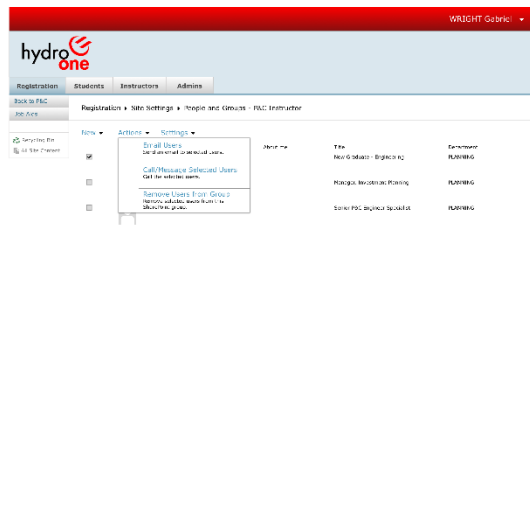 WRIGHT Gabriel
hydro
one
Registration Students Instructors Admins
Back to P&C
Job Aids
Registration Site Settings People and Groups - P&C Instructor
New Actions Settings
Recycling Bin
All Site Content
Email Users
Send an email to selected users.
Call/Message Selected Users
Call the selected users.
Remove Users from Group
Remove selected users from this
SharePoint group.
About me Title Department
New Graduate - Engineering PLANNING
Manager, Investment Planning PLANNING
Senior P&C Engineer Specialist PLANNING